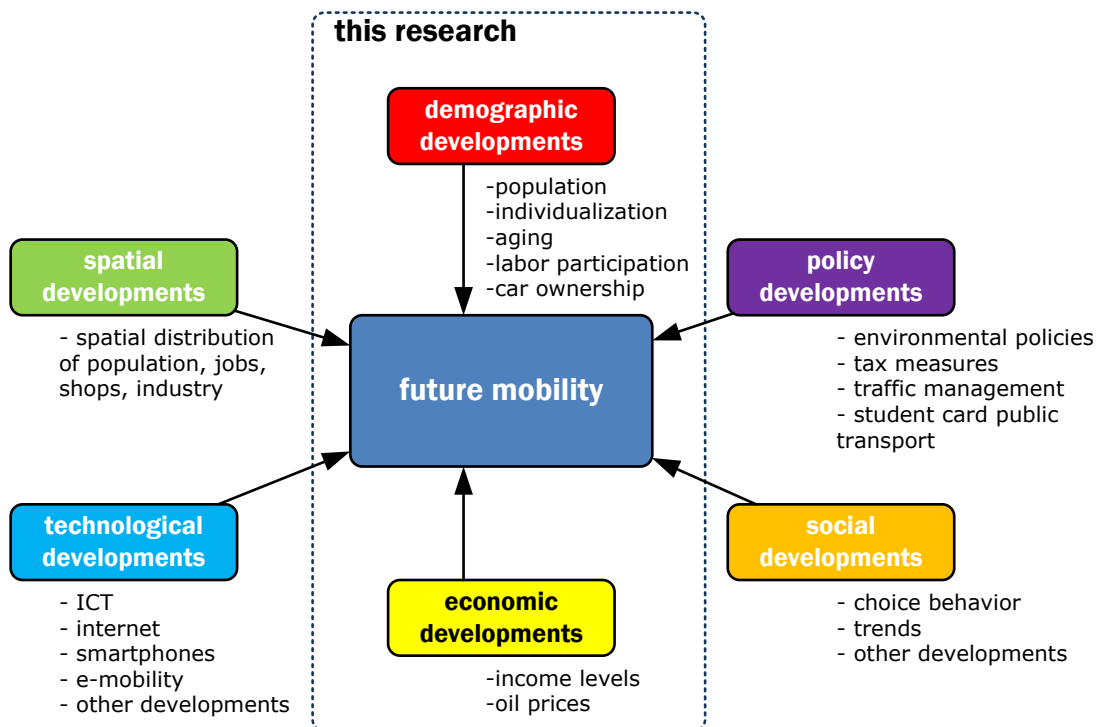 this research
demographic
developments
-population
-individualization
-aging
-labor participation
-car ownership
spatial
developments
- spatial distribution
of population, jobs,
shops, industry
policy
developments
- environmental policies
- tax measures
- traffic management
- student card public
transport
future mobility
technological
developments
- ICT
- internet
- smartphones
- e-mobility
- other developments
economic
developments
-income levels
-oil prices
social
developments
- choice behavior
- trends
- other developments